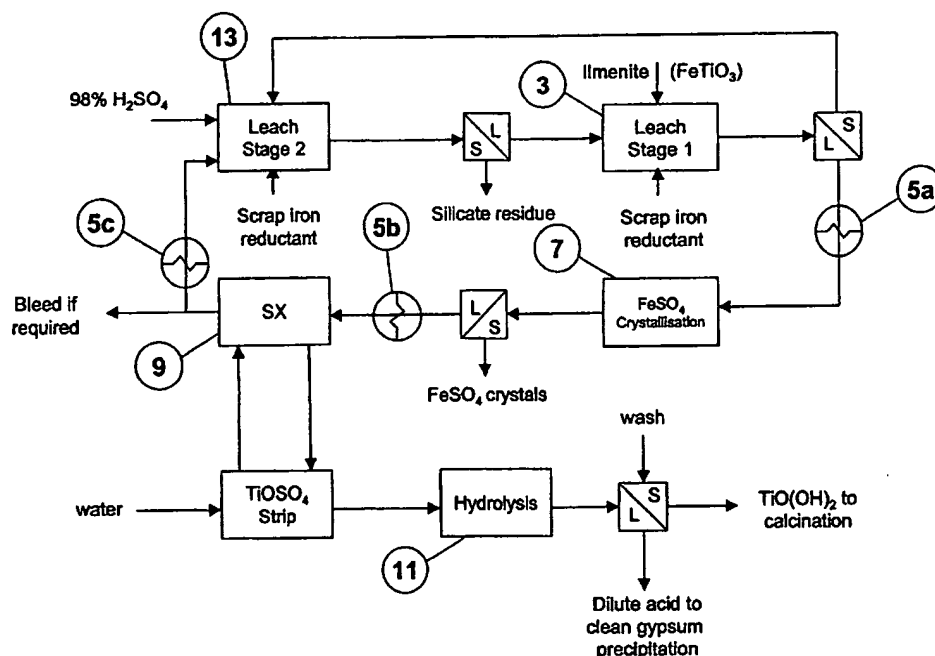 13
Ilmenite (FeTiO3)
3
98% H2SO4
Leach
Stage 2
S
L
Leach
Stage 1
S
L
Scrap iron
reductant
Silicate residue
Scrap iron
reductant
5a
5c
5b
7
Bleed if
required
SX
L
S
FeSO4
Crystallisation
9
FeSO4 crystals
wash
water
TiOSO4
Strip
Hydrolysis
S
L
TiO(OH)2 to
calcination
11
Dilute acid to
clean gypsum
precipitation